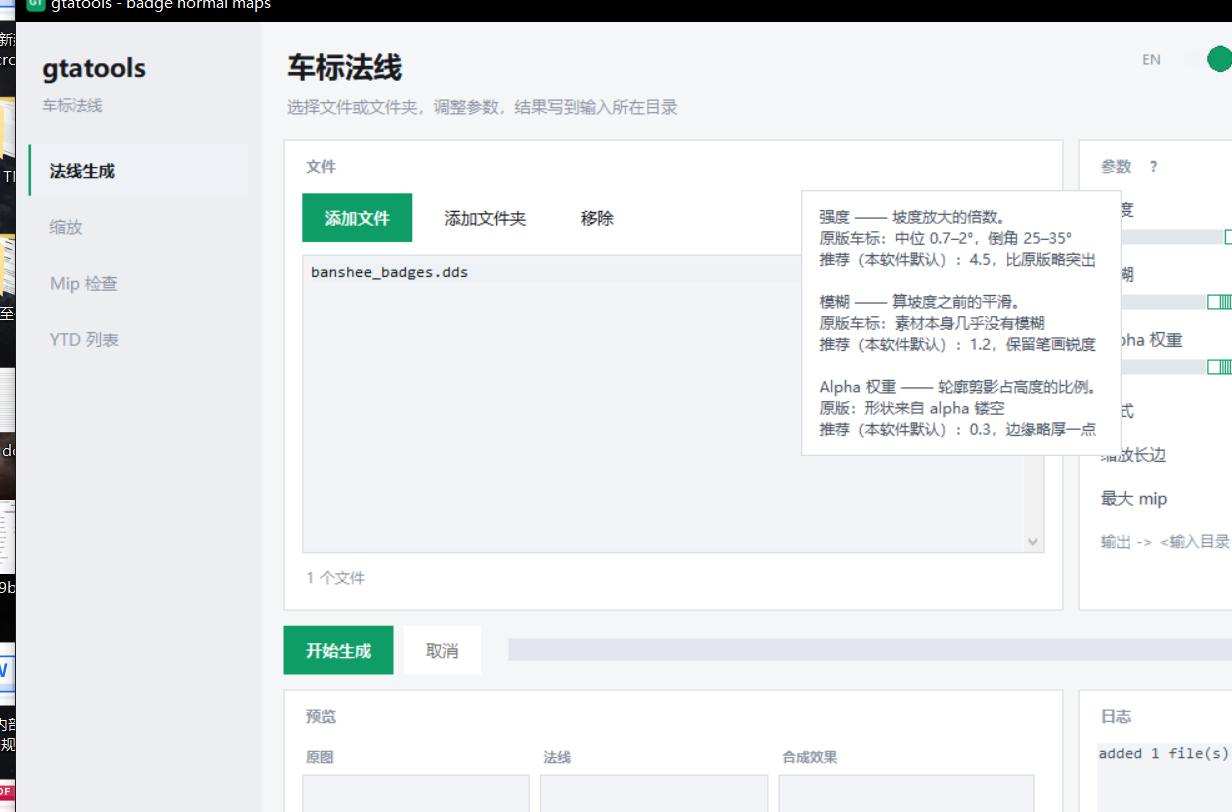 gtatools - badge normal maps
gtatools
车标法线
法线生成
缩放
Mip 检查
YTD 列表
车标法线
选择文件或文件夹，调整参数，结果写到输入所在目录
EN
文件
添加文件
添加文件夹
移除
banshee_badges.dds
1 个文件
参数 ?
强度 —— 坡度放大的倍数。
原版车标：中位 0.7–2°，倒角 25–35°
推荐（本软件默认）：4.5，比原版略突出
模糊 —— 算坡度之前的平滑。
原版车标：素材本身几乎没有模糊
推荐（本软件默认）：1.2，保留笔画锐度
Alpha 权重 —— 轮廓剪影占高度的比例。
原版：形状来自 alpha 镂空
推荐（本软件默认）：0.3，边缘略厚一点
度
糊
pha 权重
式
缩放长边
最大 mip
输出 -> <输入目录
开始生成
取消
预览
原图
法线
合成效果
日志
added 1 file(s)